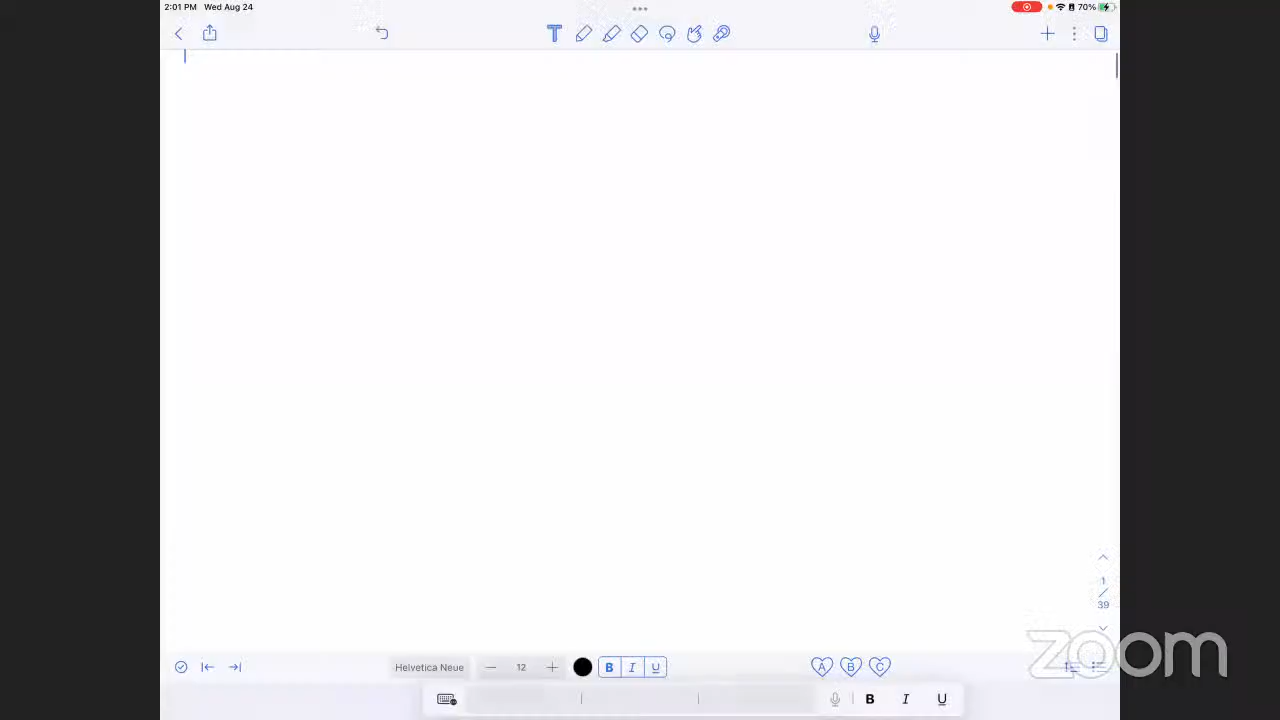 2:01 PM Wed Aug 24
70%
T
1
/
39
Helvetica Neue
12
B I U
A B C
B I U
zoom